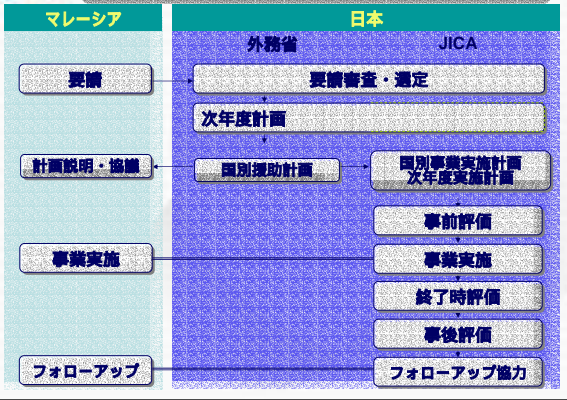 マレーシア
日本
外務省
JICA
要請
要請審査・選定
次年度計画
計画説明・協議
国別援助計画
国別事業実施計画
次年度実施計画
事前評価
事業実施
事業実施
終了時評価
事後評価
フォローアップ
フォローアップ協力